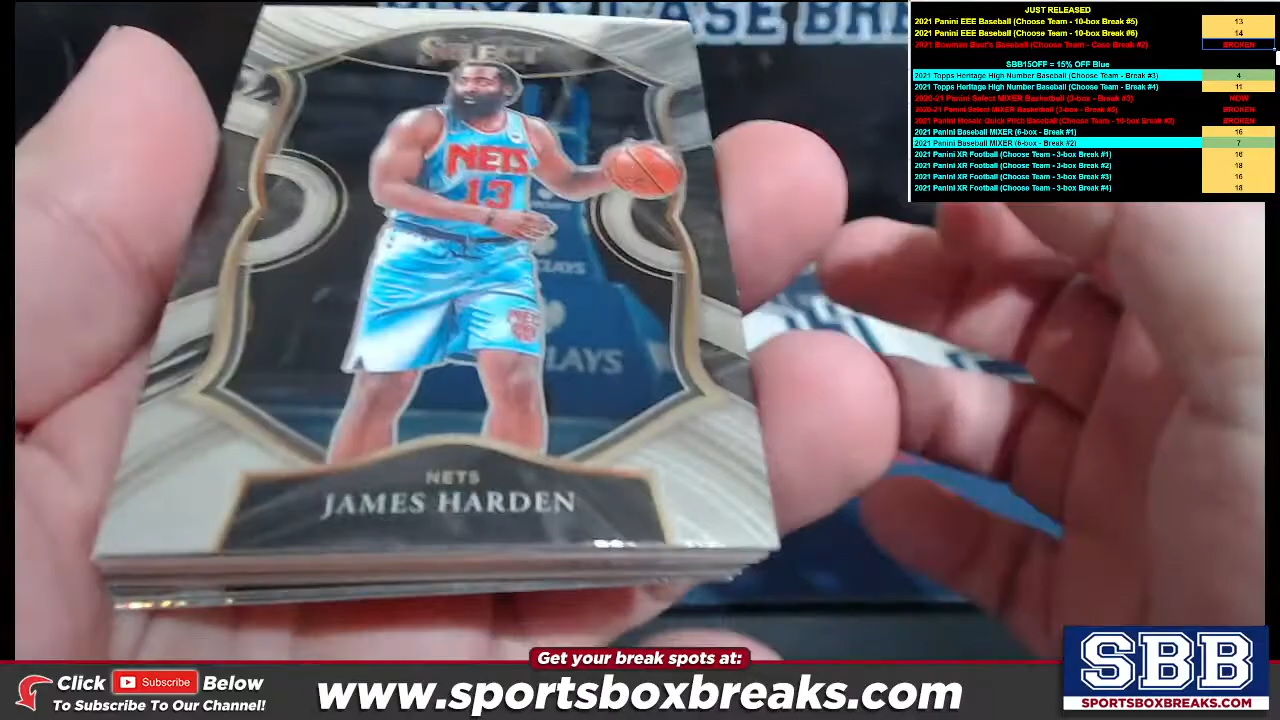 SELECT
NETS
13
NETS
BARCLAYS
NETS
JAMES HARDEN
JUST RELEASED
2021 Panini EEE Baseball (Choose Team - 10-box Break #5) 13
2021 Panini EEE Baseball (Choose Team - 10-box Break #6) 14
2021 Bowman Best's Baseball (Choose Team - Case Break #2) BROKEN
SBB15OFF = 15% OFF Blue
2021 Topps Heritage High Number Baseball (Choose Team - Break #3) 4
2021 Topps Heritage High Number Baseball (Choose Team - Break #4) 11
2020-21 Panini Select MIXER Basketball (3-box - Break #3) NOW
2020-21 Panini Select MIXER Basketball (3-box - Break BROKEN
2021 Panini Mosaic Quick Pitch Baseball (Choose Team - 10-box Break BROKEN
2021 Panini Baseball MIXER (6-box - Break #1) 16
2021 Panini Baseball MIXER (6-box - Break #2) 7
2021 Panini XR Football (Choose Team - 3-box Break #1) 16
2021 Panini XR Football (Choose Team - 3-box Break #2) 18
2021 Panini XR Football (Choose Team - 3-box Break #3) 16
2021 Panini XR Football (Choose Team - 3-box Break #4) 18
Get your break spots at:
Click Subscribe Below
To Subscribe To Our Channel!
www.sportsboxbreaks.com
SBB
SPORTSBOXBREAKS.COM